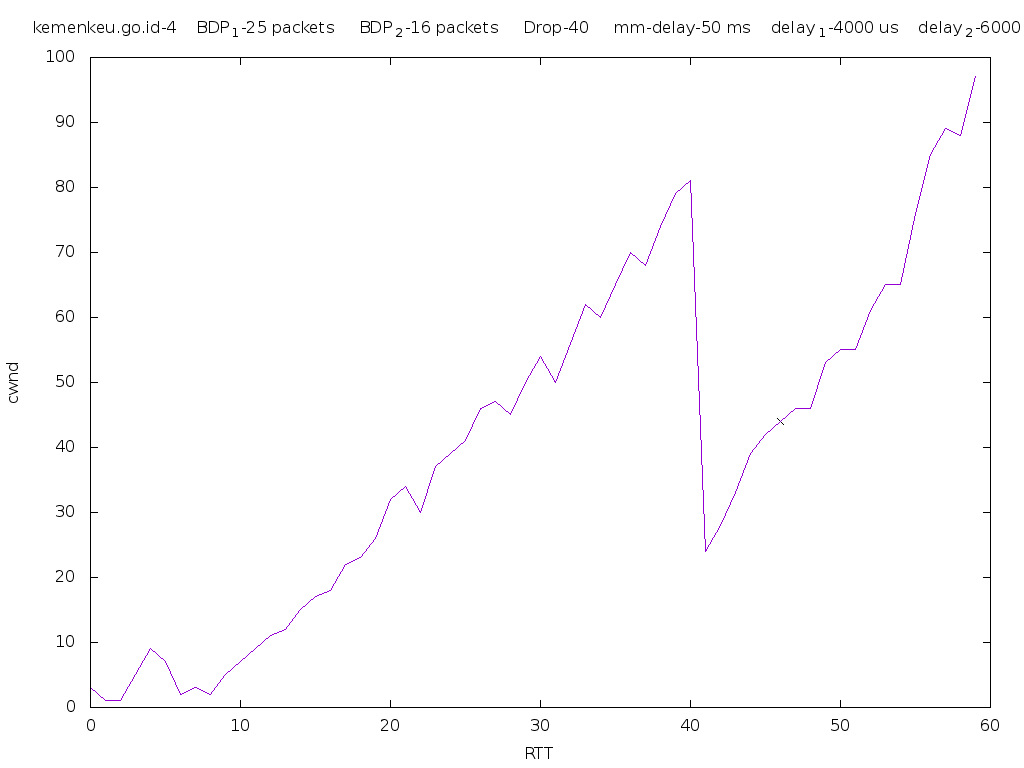 kemenkeu.go.id-4 BDP1-25 packets BDP2-16 packets Drop-40 mm-delay-50 ms delay1-4000 us delay2-6000
100
90
80
70
60
50
40
30
20
10
0
cwnd
0 10 20 30 40 50 60
RTT